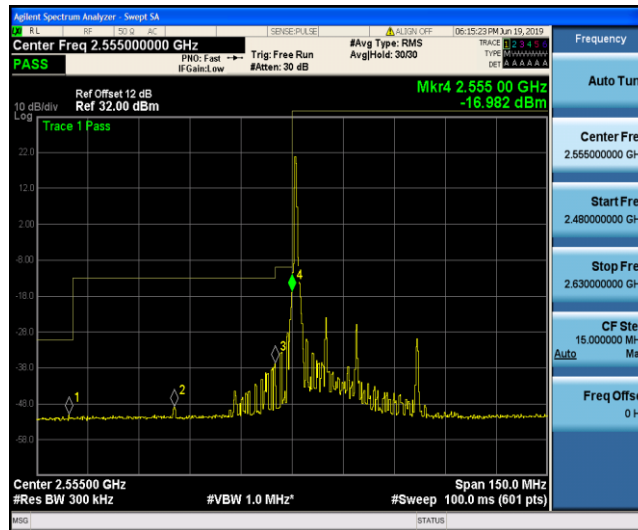 Agilent Spectrum Analyzer - Swept SA
RL RF 50 Ω AC SENSE:PULSE ALIGN OFF 06:15:23 PM Jun 19, 2019
Center Freq 2.555000000 GHz #Avg Type: RMS TRACE 1 2 3 4 5 6
PASS PNO: Fast Trig: Free Run Avg|Hold: 30/30 TYPE
IFGain:Low #Atten: 30 dB DET A A A A A A
Mkr4 2.555 00 GHz
Ref Offset 12 dB
10 dB/div Ref 32.00 dBm -16.982 dBm
Log
Trace 1 Pass
22.0
12.0
2.00
-8.00
-18.0
-28.0
-38.0
-48.0
-58.0
1
2
3
4
Center 2.55500 GHz Span 150.0 MHz
#Res BW 300 kHz #VBW 1.0 MHz* #Sweep 100.0 ms (601 pts)
MSG STATUS
Frequency
Auto Tun
Center Fre
2.555000000 GH
Start Fre
2.480000000 GH
Stop Fre
2.630000000 GH
CF Ste
15.000000 MH
Auto Ma
Freq Offse
0 H